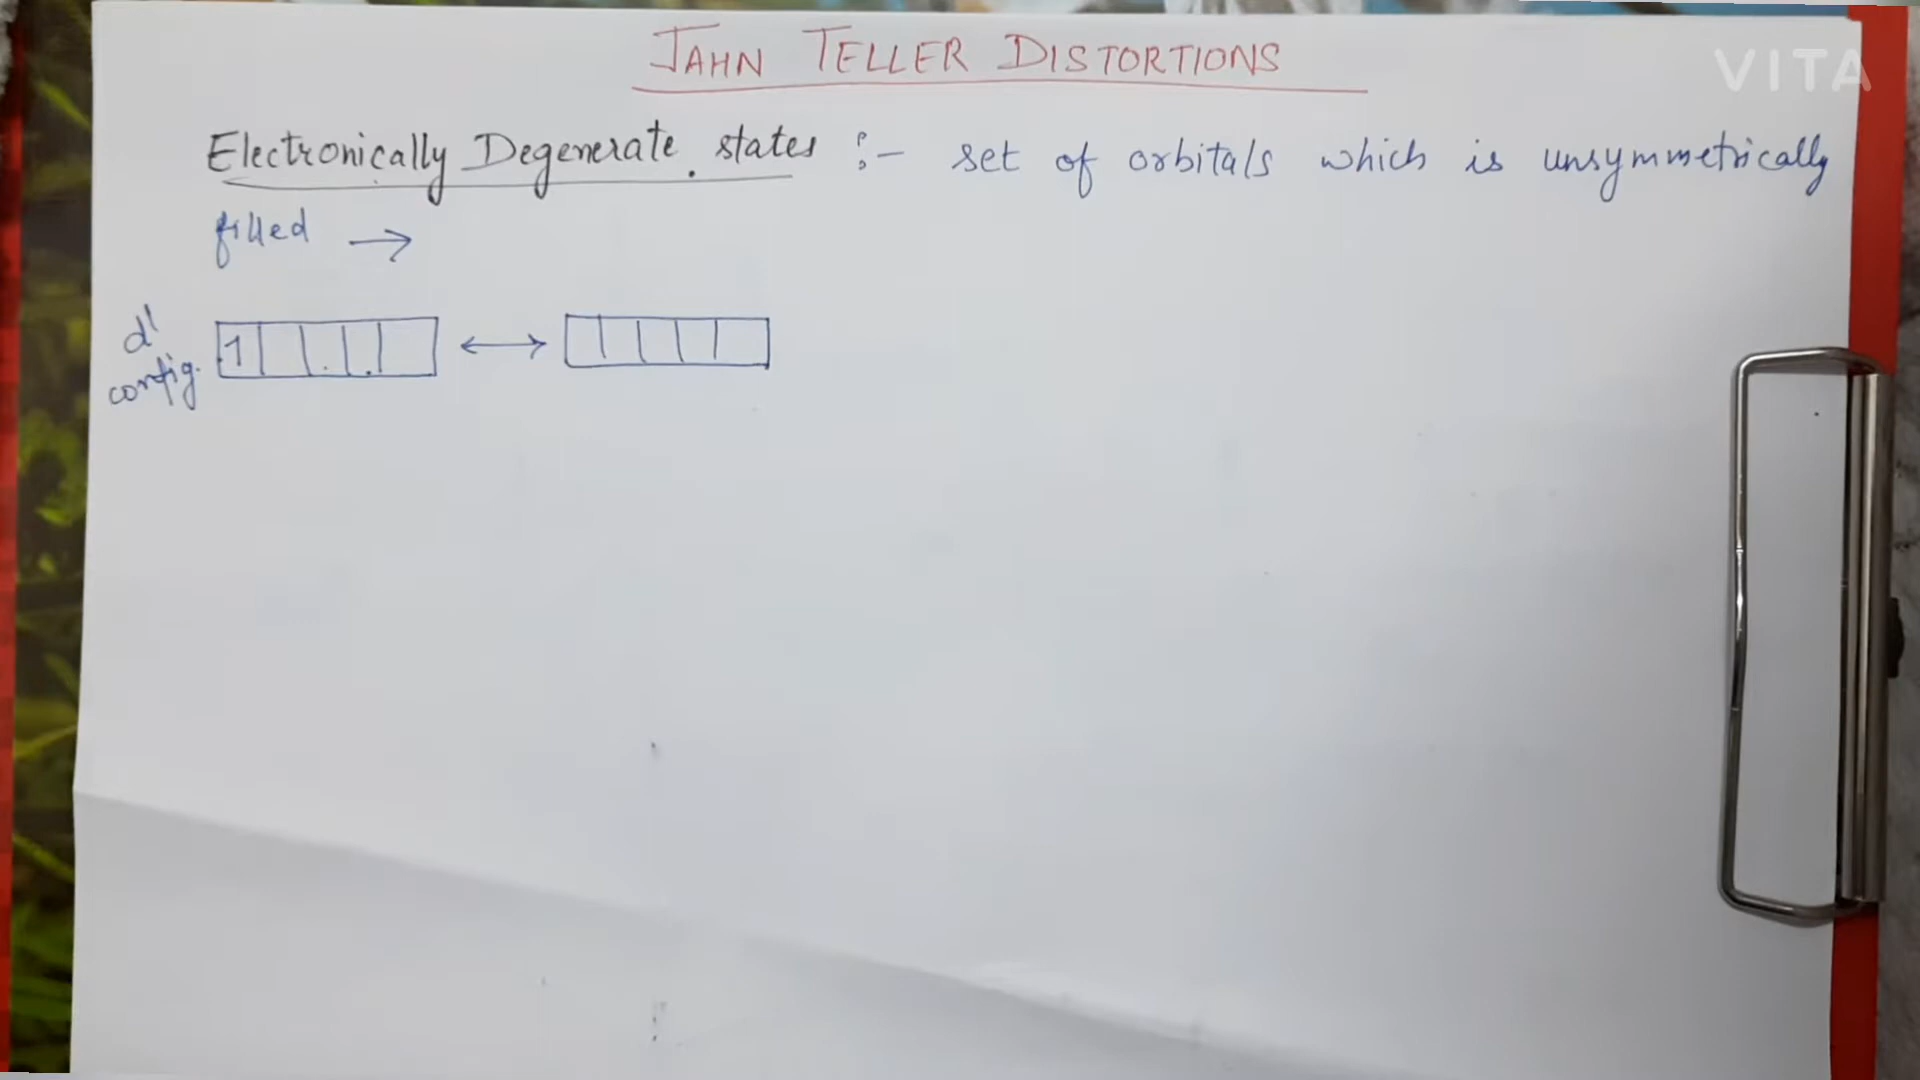 JAHN TELLER DISTORTIONS
VITA
Electronically Degenerate states :- set of orbitals which is unsymmetrically
filled →
d¹
config. 1 ↔